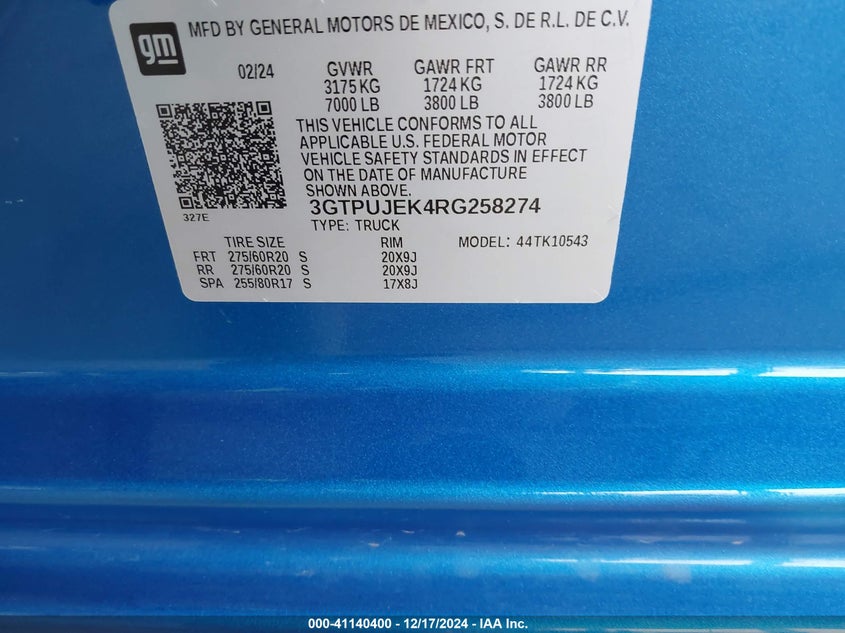 gm
MFD BY GENERAL MOTORS DE MEXICO, S. DE R.L. DE C.V.
02/24 GVWR GAWR FRT GAWR RR
3175 KG 1724 KG 1724 KG
7000 LB 3800 LB 3800 LB
THIS VEHICLE CONFORMS TO ALL
APPLICABLE U.S. FEDERAL MOTOR
VEHICLE SAFETY STANDARDS IN EFFECT
ON THE DATE OF MANUFACTURE
SHOWN ABOVE.
327E
3GTPUJEK4RG258274
TYPE: TRUCK
TIRE SIZE RIM MODEL: 44TK10543
FRT 275/60R20 S 20X9J
RR 275/60R20 S 20X9J
SPA 255/80R17 S 17X8J
000-41140400 - 12/17/2024 - IAA Inc.